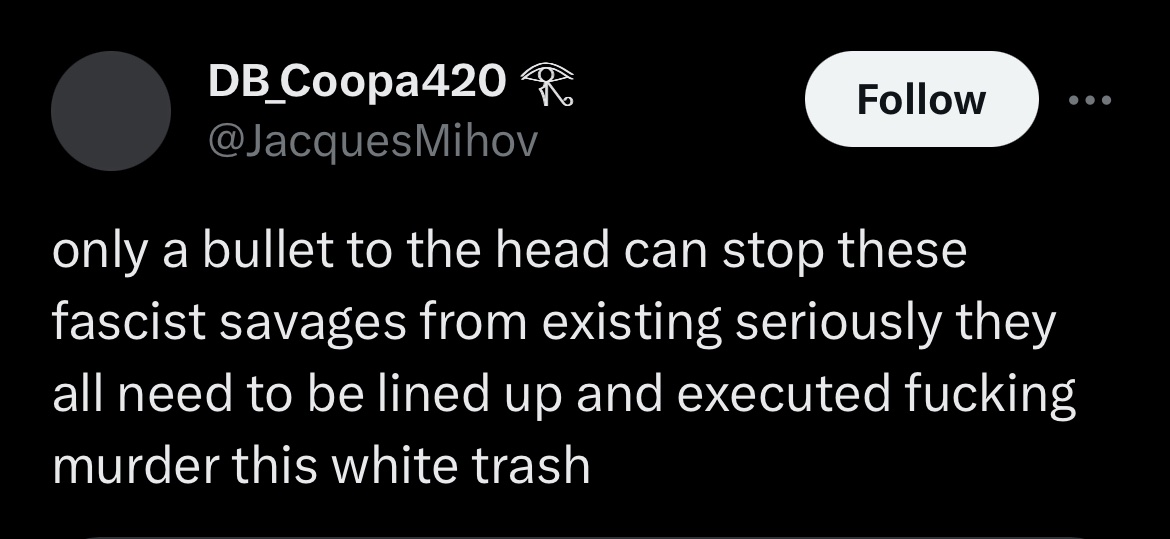 DB_Coopa420 𓂀
@JacquesMihov
Follow
only a bullet to the head can stop these
fascist savages from existing seriously they
all need to be lined up and executed fucking
murder this white trash